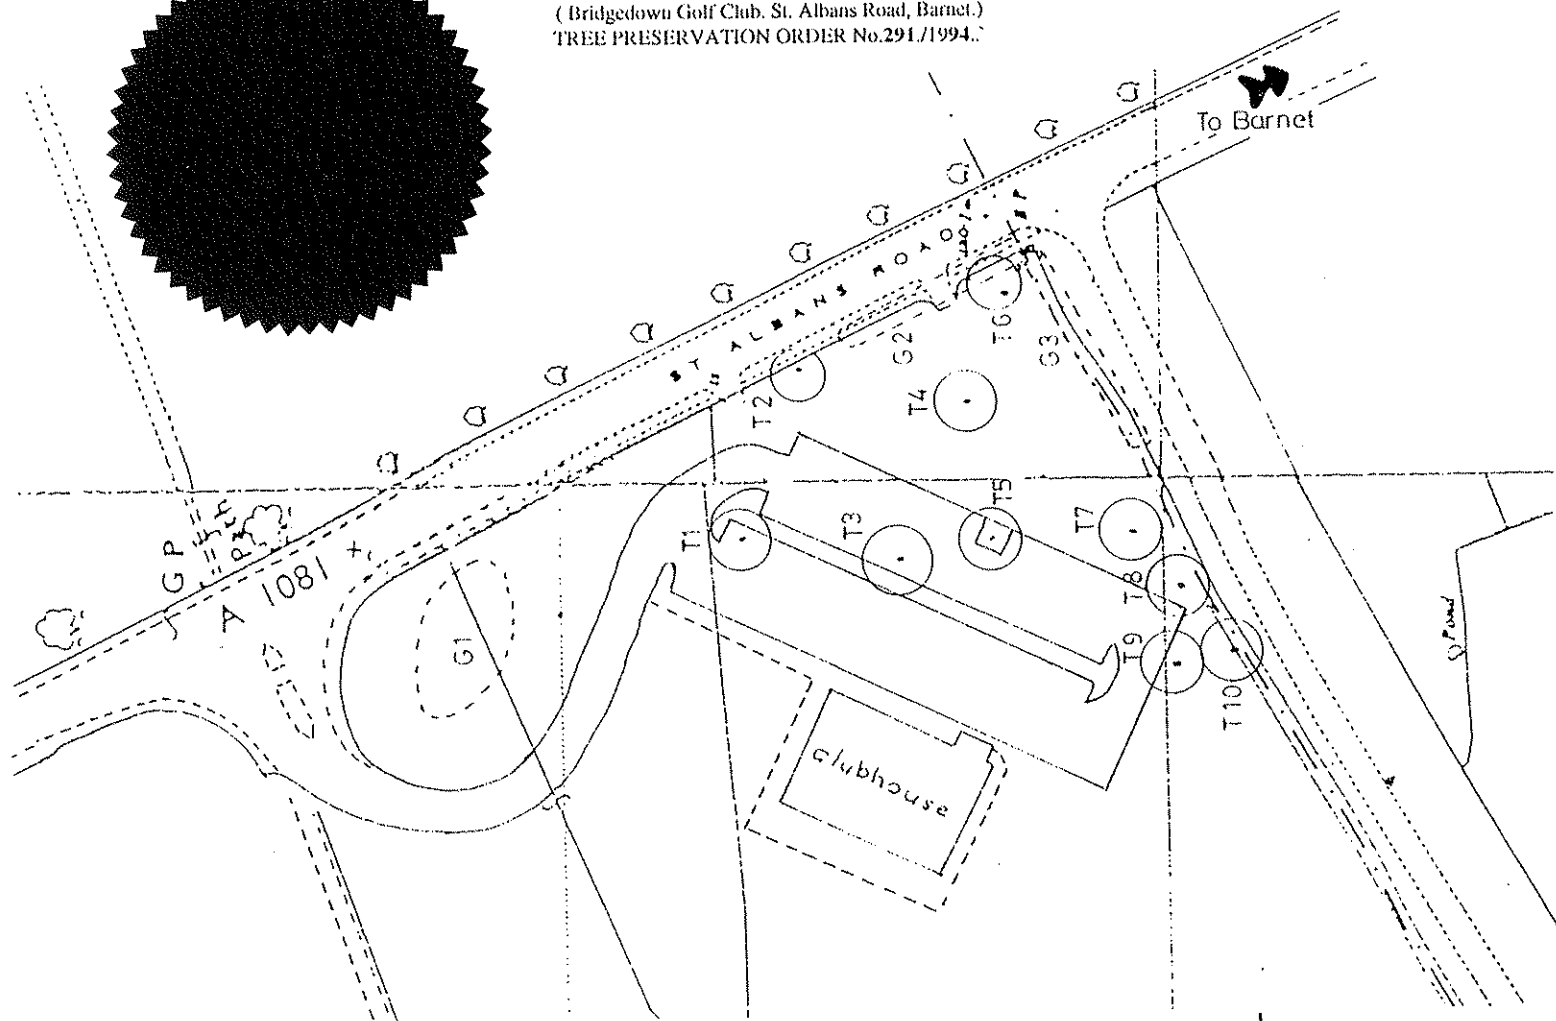 ( Bridgedown Golf Club. St. Albans Road, Barnet.)
TREE PRESERVATION ORDER No.291./1994.
To Barnet
ST ALBANS ROAD
T6
G2
G3
T2
T4
T5
T1
T3
T7
T8
T9
T10
G P
Path
A 1081
G1
clubhouse
Pond